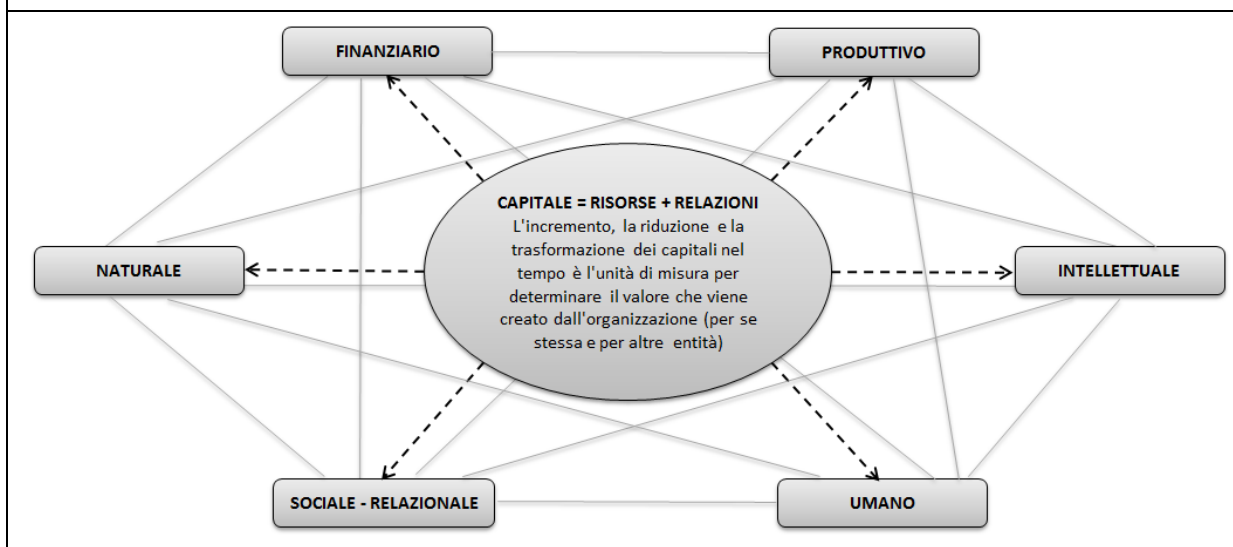 FINANZIARIO
PRODUTTIVO
CAPITALE = RISORSE + RELAZIONI
L'incremento, la riduzione e la
trasformazione dei capitali nel
tempo è l'unità di misura per
determinare il valore che viene
creato dall'organizzazione (per se
stessa e per altre entità)
NATURALE
INTELLETTUALE
SOCIALE - RELAZIONALE
UMANO